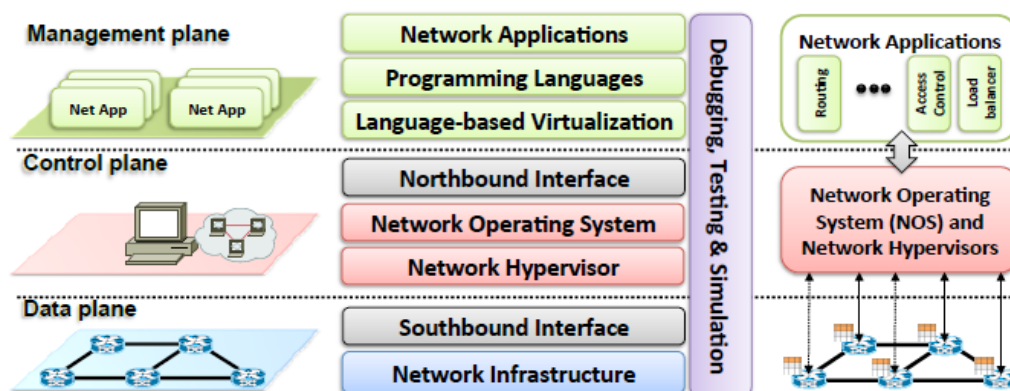 Management plane
Net App
Net App
Control plane
Data plane
Network Applications
Programming Languages
Language-based Virtualization
Northbound Interface
Network Operating System
Network Hypervisor
Southbound Interface
Network Infrastructure
Debugging, Testing & Simulation
Network Applications
Routing
Access
Control
Load
balancer
Network Operating
System (NOS) and
Network Hypervisors